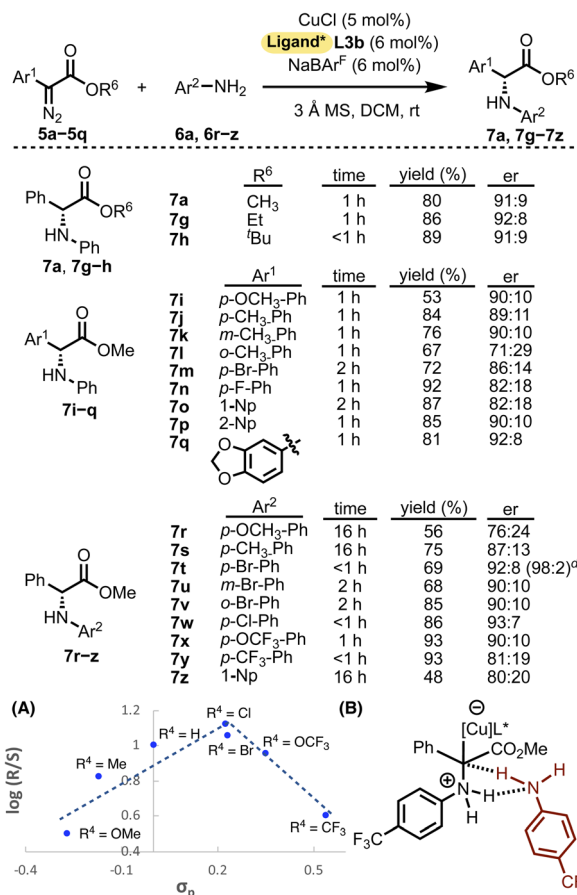 CuCl (5 mol%)
Ligand* L3b (6 mol%)
NaBArF (6 mol%)
3 Å MS, DCM, rt
Ar1 O OR6 N2
+
Ar2–NH2
Ar1 O OR6 HN Ar2
5a−5q 6a, 6r−z 7a, 7g−7z
R6 time yield (%) er
7a CH3 1 h 80 91:9
7g Et 1 h 86 92:8
7h tBu <1 h 89 91:9
Ph O OR6 HN Ph
7a, 7g−h
Ar1 time yield (%) er
7i p-OCH3-Ph 1 h 53 90:10
7j p-CH3-Ph 1 h 84 89:11
7k m-CH3-Ph 1 h 76 90:10
7l o-CH3-Ph 1 h 67 71:29
7m p-Br-Ph 2 h 72 86:14
7n p-F-Ph 1 h 92 82:18
7o 1-Np 2 h 87 82:18
7p 2-Np 1 h 85 90:10
7q O O 1 h 81 92:8
Ar1 O OMe HN Ph
7i−q
Ar2 time yield (%) er
7r p-OCH3-Ph 16 h 56 76:24
7s p-CH3-Ph 16 h 75 87:13
7t p-Br-Ph <1 h 69 92:8 (98:2)d
7u m-Br-Ph 2 h 68 90:10
7v o-Br-Ph 2 h 85 90:10
7w p-Cl-Ph <1 h 86 93:7
7x p-OCF3-Ph 1 h 93 90:10
7y p-CF3-Ph <1 h 93 81:19
7z 1-Np 16 h 48 80:20
Ph O OMe HN Ar2
7r−z
(A)
log (R/S)
1.2
1
0.8
0.6
0.4
R4 = Cl
R4 = H
R4 = Br
R4 = OCF3
R4 = Me
R4 = OMe
R4 = CF3
-0.4 -0.1 0.2 0.5
σp
(B)
⊖
[Cu]L*
Ph CO2Me
⊕
N H H
H N H
F3C
Cl